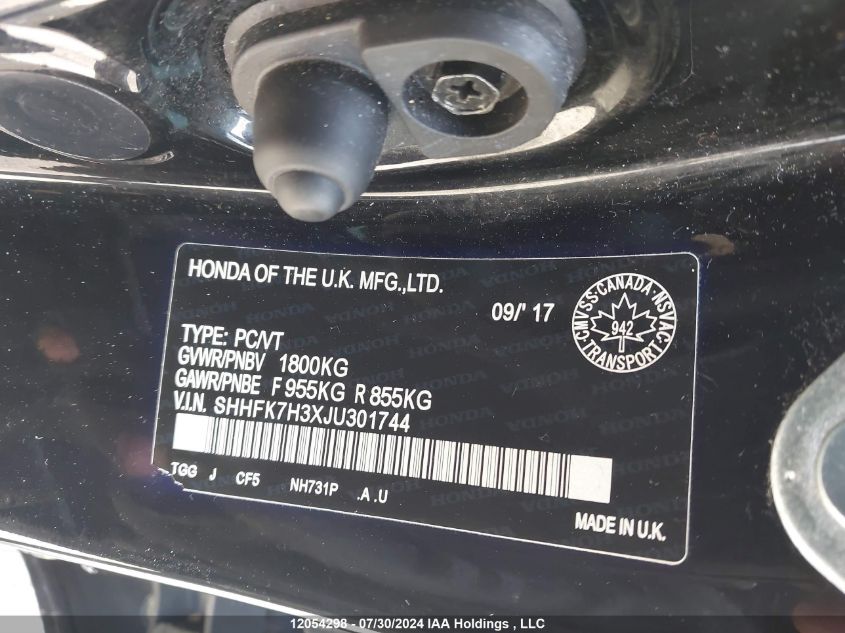 HONDA OF THE U.K. MFG.,LTD.
09/' 17
CMVSS·CANADA·NSVAC
942
TRANSPORT
TYPE: PC/VT
GVWR/PNBV 1800KG
GAWR/PNBE F 955KG R 855KG
V.I.N. SHHFK7H3XJU301744
TGG J CF5 NH731P .A .U
MADE IN U.K.
12054298 - 07/30/2024 IAA Holdings , LLC